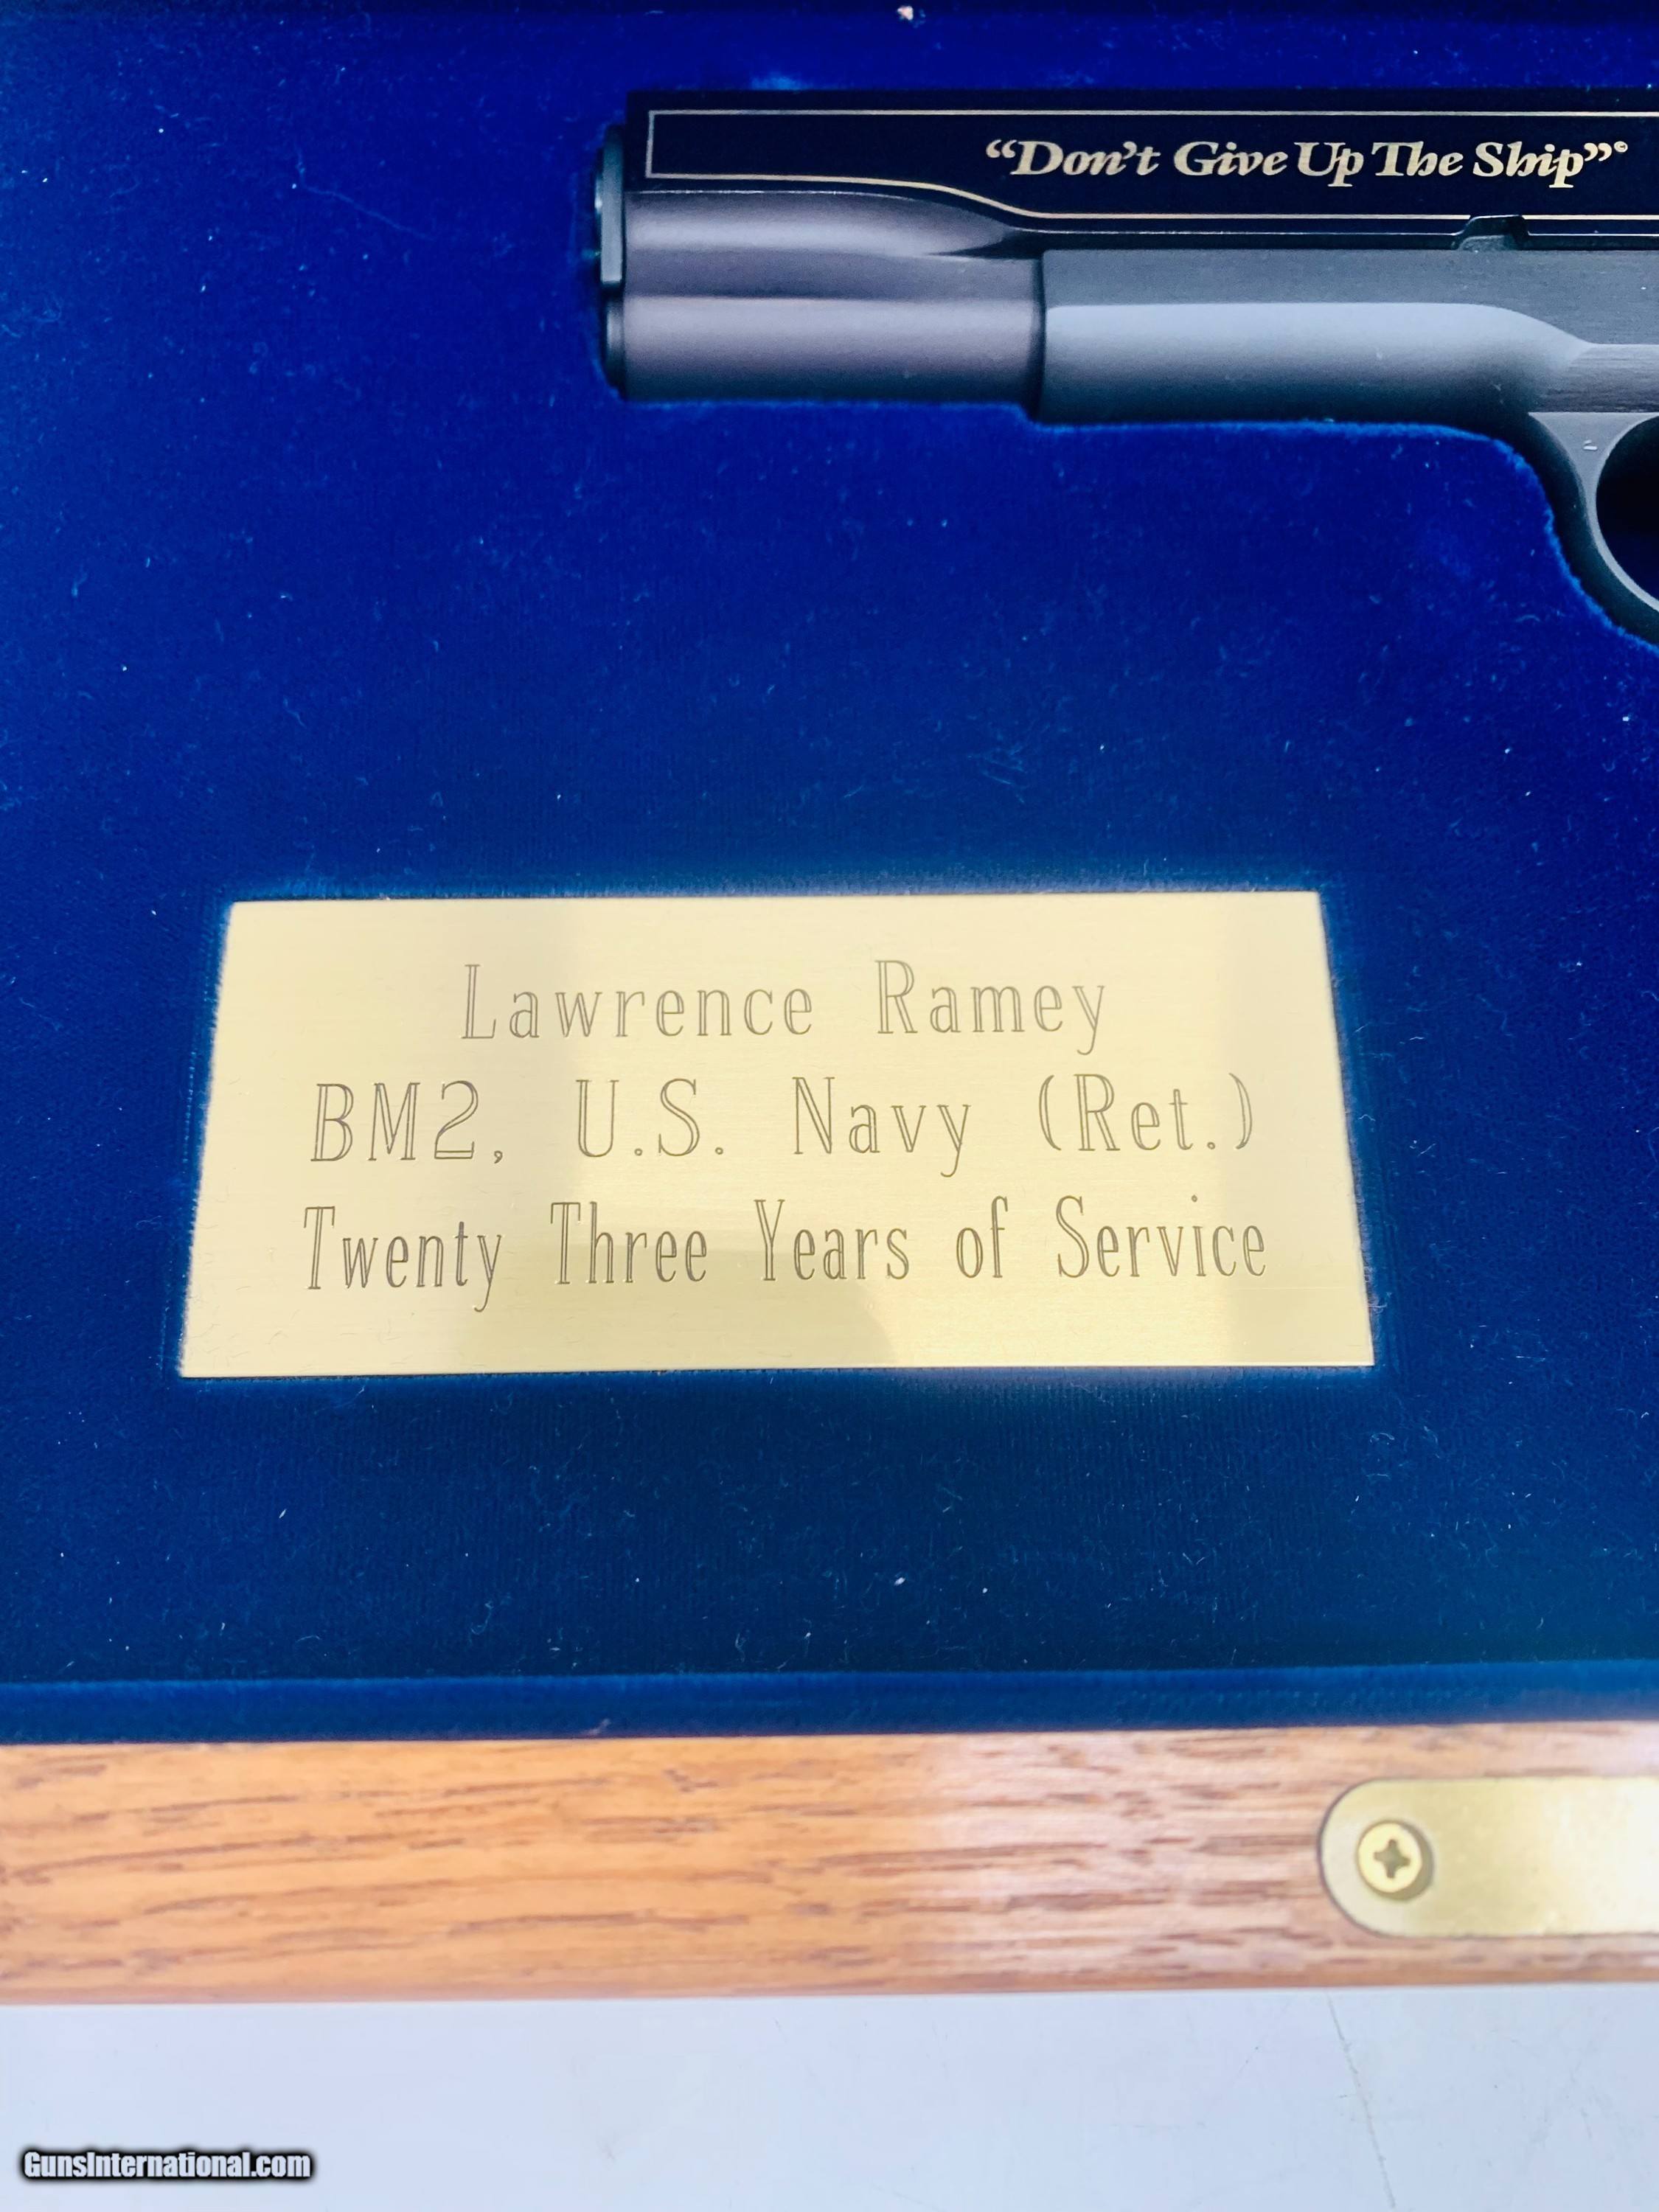 “Don’t Give Up The Ship”
Lawrence Ramey
BM2, U.S. Navy (Ret.)
Twenty Three Years of Service
GunsInternational.com